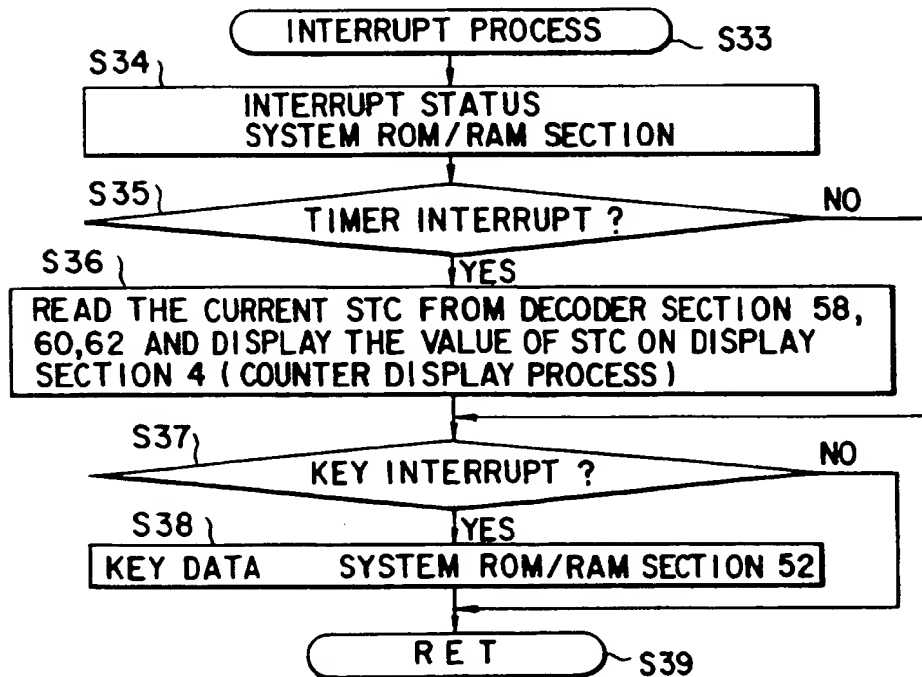 INTERRUPT PROCESS
S33
S34
INTERRUPT STATUS
SYSTEM ROM/RAM SECTION
S35
TIMER INTERRUPT ?
NO
YES
S36
READ THE CURRENT STC FROM DECODER SECTION 58,
60,62 AND DISPLAY THE VALUE OF STC ON DISPLAY
SECTION 4 (COUNTER DISPLAY PROCESS)
S37
KEY INTERRUPT ?
NO
YES
S38
KEY DATA SYSTEM ROM/RAM SECTION 52
RET
S39